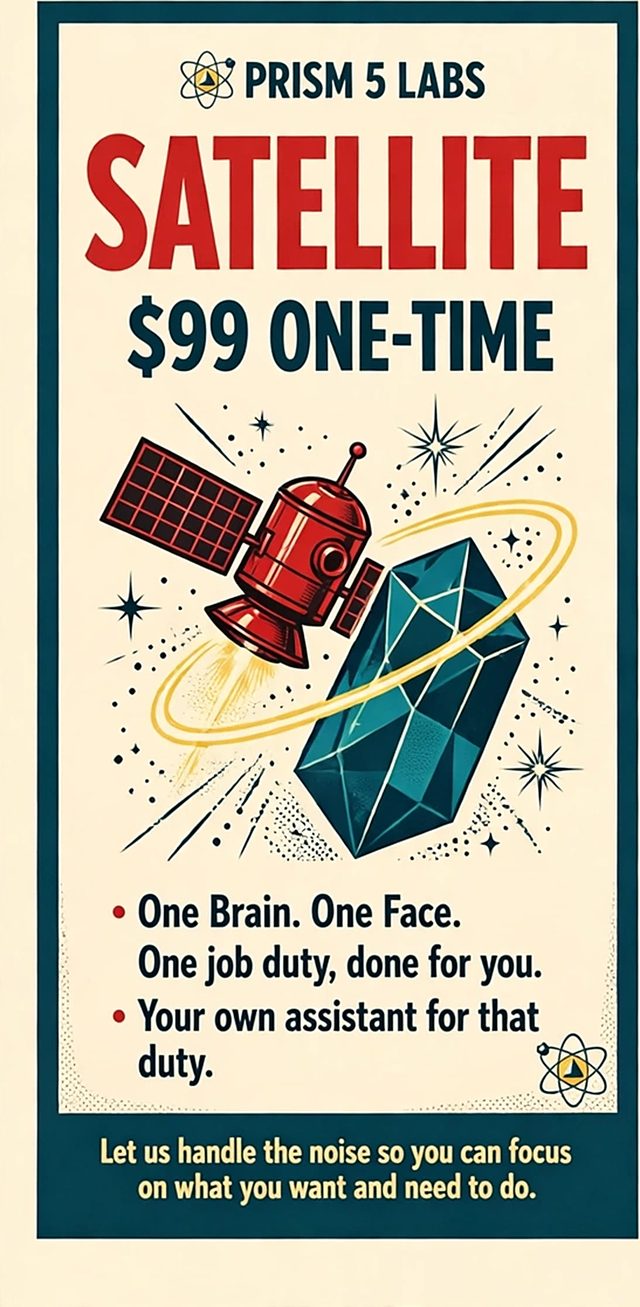 PRISM 5 LABS
SATELLITE
$99 ONE-TIME
• One Brain. One Face.
One job duty, done for you.
• Your own assistant for that
duty.
Let us handle the noise so you can focus
on what you want and need to do.